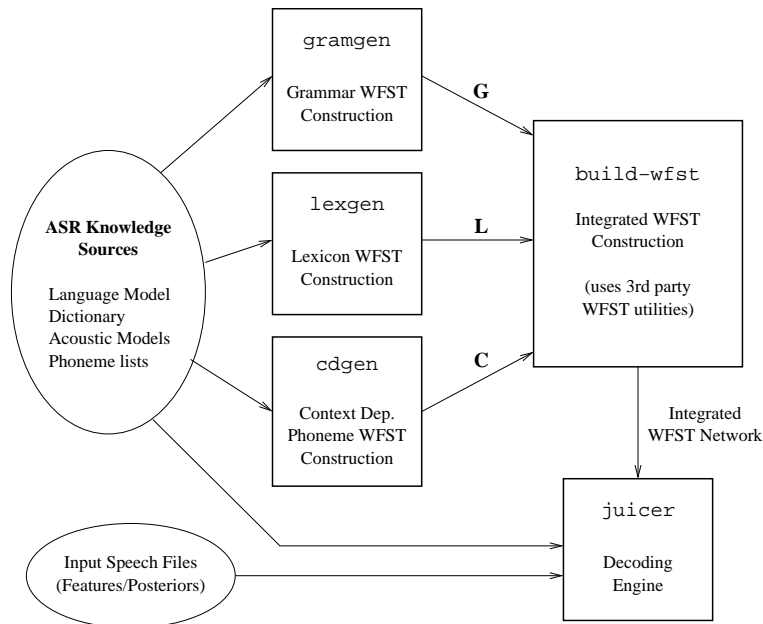 gramgen
Grammar WFST
Construction
G
lexgen
Lexicon WFST
Construction
L
cdgen
Context Dep.
Phoneme WFST
Construction
C
ASR Knowledge
Sources
Language Model
Dictionary
Acoustic Models
Phoneme lists
build-wfst
Integrated WFST
Construction
(uses 3rd party
WFST utilities)
Integrated
WFST Network
juicer
Decoding
Engine
Input Speech Files
(Features/Posteriors)